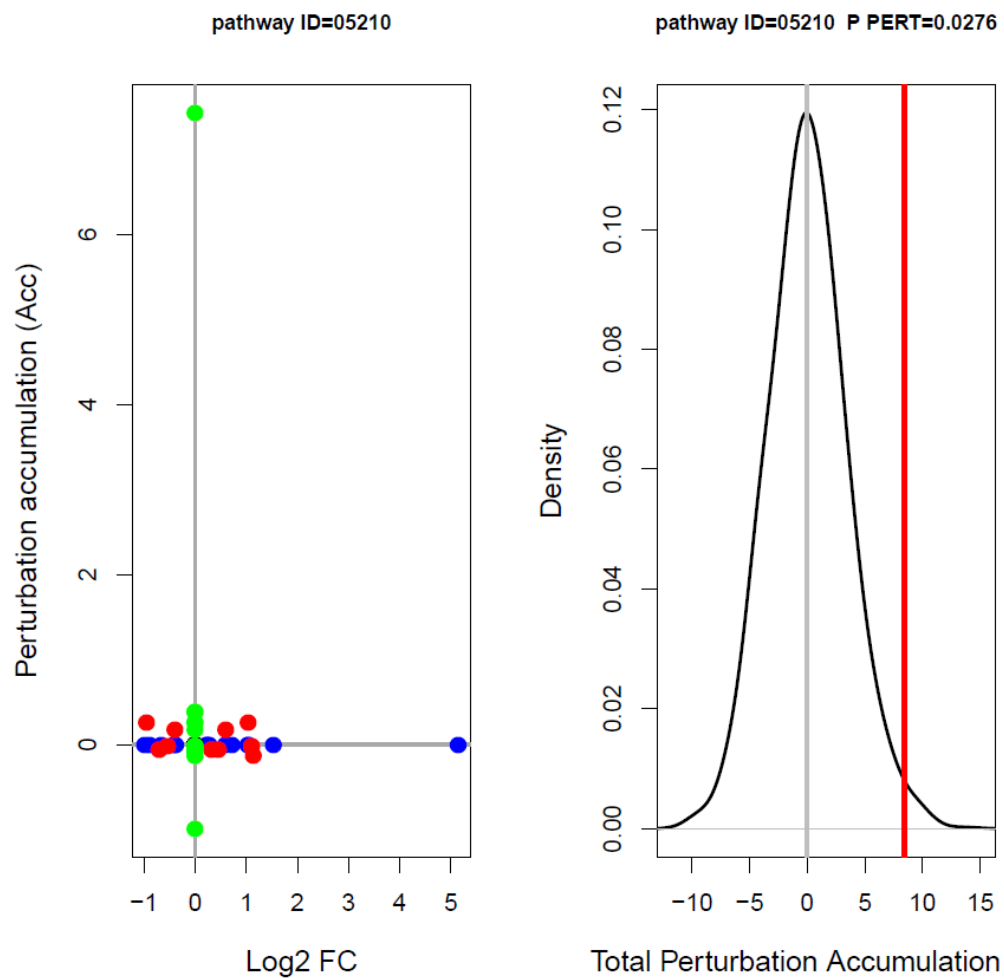 pathway ID=05210
Perturbation accumulation (Acc)
6
4
2
0
−1 0 1 2 3 4 5
Log2 FC
pathway ID=05210 P PERT=0.0276
Density
0.12
0.10
0.08
0.06
0.04
0.02
0.00
−10 −5 0 5 10 15
Total Perturbation Accumulation